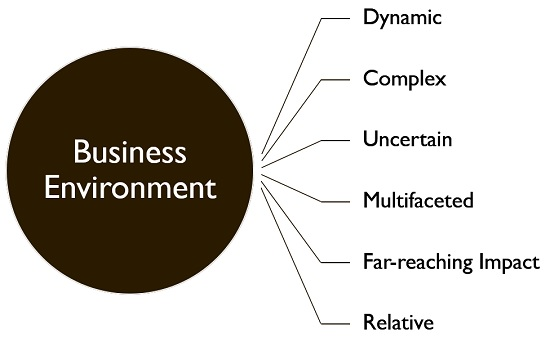 Business
Environment
Dynamic
Complex
Uncertain
Multifaceted
Far-reaching Impact
Relative